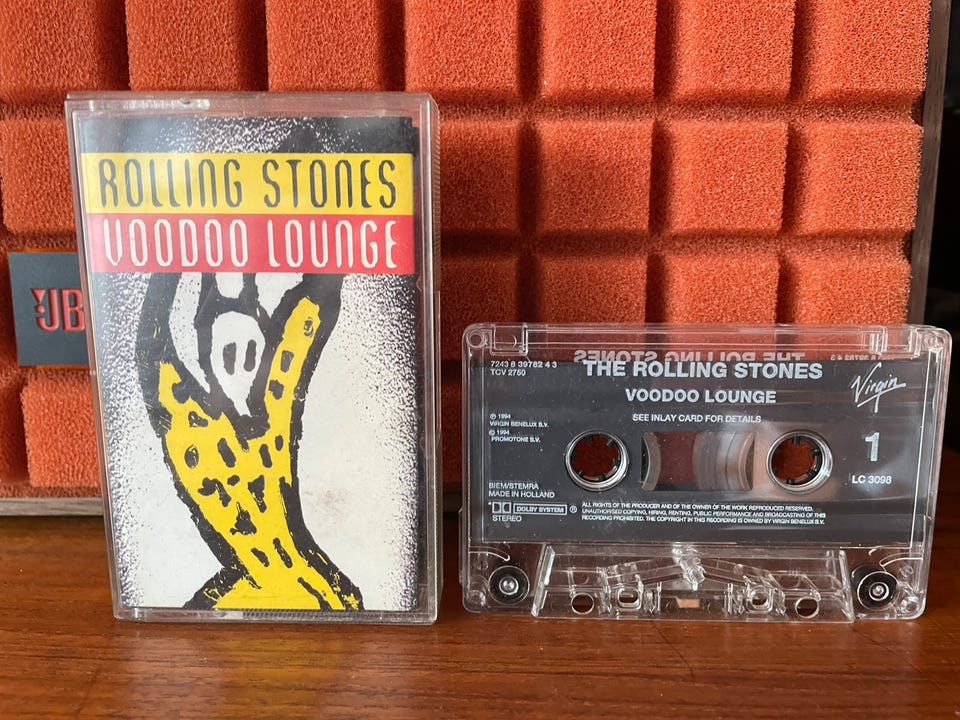 ROLLING STONES
VOODOO LOUNGE
JB
7243 8 39782 4 3
TCV 2750
THE ROLLING STONES
VOODOO LOUNGE
Virgin
SEE INLAY CARD FOR DETAILS
℗ 1994
VIRGIN BENELUX B.V.
© 1994
PROMOTONE B.V.
1
LC 3098
BIEM/STEMRA
MADE IN HOLLAND
DOLBY SYSTEM ®
STEREO
ALL RIGHTS OF THE PRODUCER AND OF THE OWNER OF THE WORK REPRODUCED RESERVED.
UNAUTHORISED COPYING, HIRING, RENTING, PUBLIC PERFORMANCE AND BROADCASTING OF THIS
RECORDING PROHIBITED. THE COPYRIGHT IN THIS RECORDING IS OWNED BY VIRGIN BENELUX B.V.